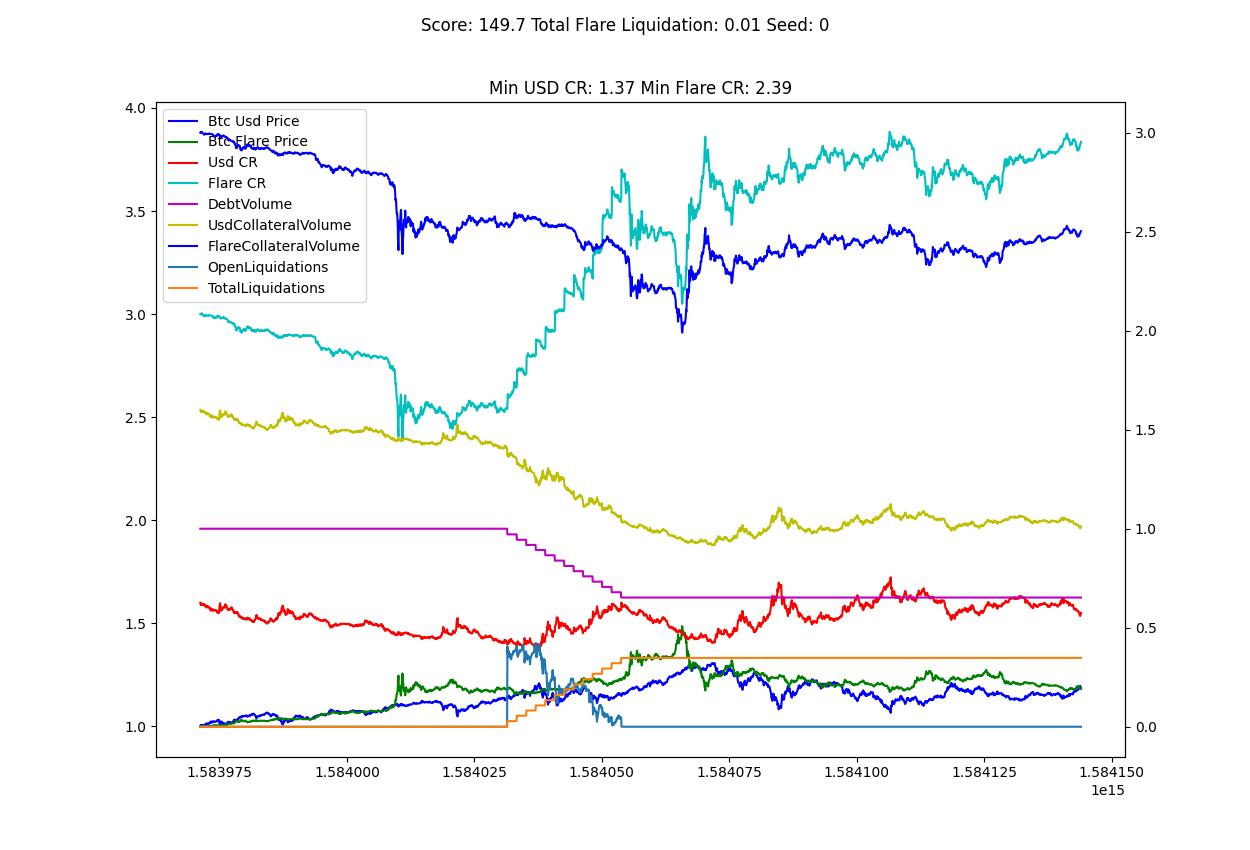 Score: 149.7 Total Flare Liquidation: 0.01 Seed: 0
Min USD CR: 1.37 Min Flare CR: 2.39
Btc Usd Price
Btc Flare Price
Usd CR
Flare CR
DebtVolume
UsdCollateralVolume
FlareCollateralVolume
OpenLiquidations
TotalLiquidations
4.0
3.5
3.0
2.5
2.0
1.5
1.0
3.0
2.5
2.0
1.5
1.0
0.5
0.0
1.583975 1.584000 1.584025 1.584050 1.584075 1.584100 1.584125 1.584150
1e15